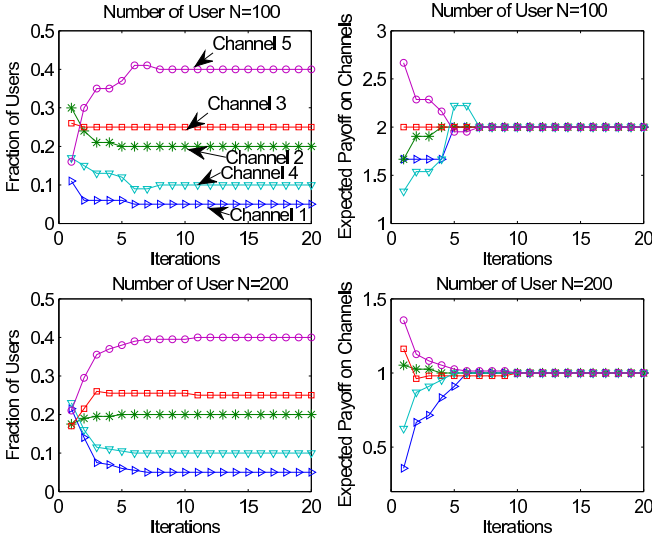 Number of User N=100
Fraction of Users
0.5
0.4
0.3
0.2
0.1
0
0 5 10 15 20
Iterations
Channel 5
Channel 3
Channel 2
Channel 4
Channel 1
Number of User N=100
Expected Payoff on Channels
3
2.5
2
1.5
1
0 5 10 15 20
Iterations
Number of User N=200
Fraction of Users
0.5
0.4
0.3
0.2
0.1
0
0 5 10 15 20
Iterations
Number of User N=200
Expected Payoff on Channels
1.5
1
0.5
0 5 10 15 20
Iterations